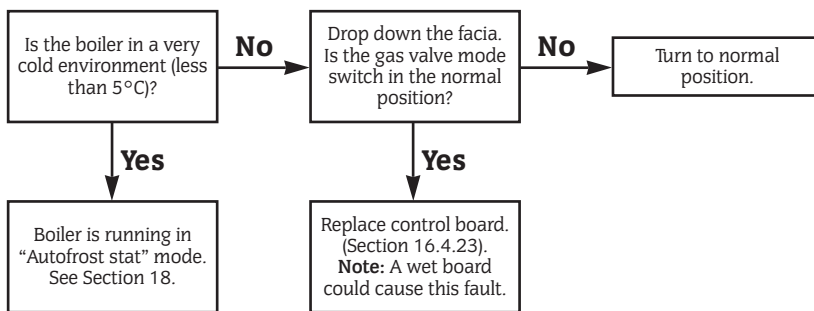 Is the boiler in a very
cold environment (less
than 5°C)?
No
Drop down the facia.
Is the gas valve mode
switch in the normal
position?
No
Turn to normal
position.
Yes
Yes
Boiler is running in
“Autofrost stat” mode.
See Section 18.
Replace control board.
(Section 16.4.23).
Note: A wet board
could cause this fault.